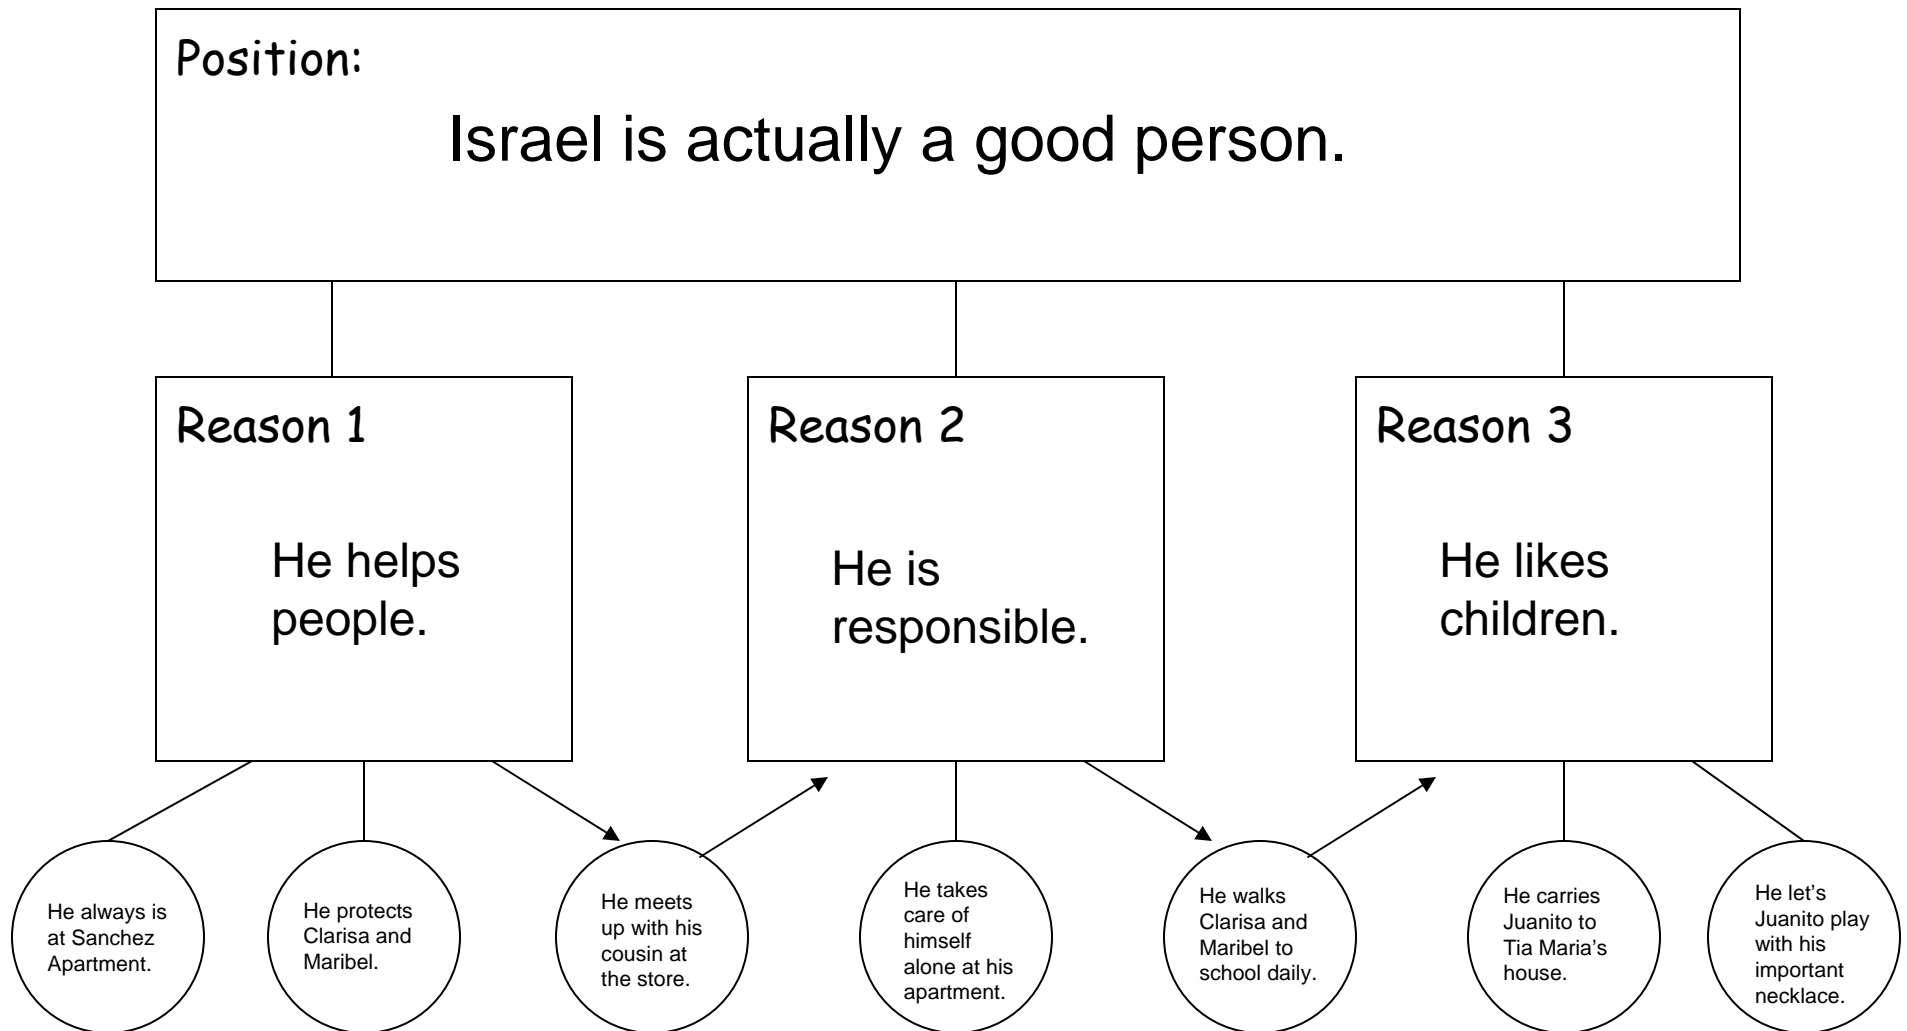 Position:
Israel is actually a good person.
Reason 1
He helps
people.
Reason 2
He is
responsible.
Reason 3
He likes
children.
He always is
at Sanchez
Apartment.
He protects
Clarisa and
Maribel.
He meets
up with his
cousin at
the store.
He takes
care of
himself
alone at his
apartment.
He walks
Clarisa and
Maribel to
school daily.
He carries
Juanito to
Tia Maria’s
house.
He let’s
Juanito play
with his
important
necklace.